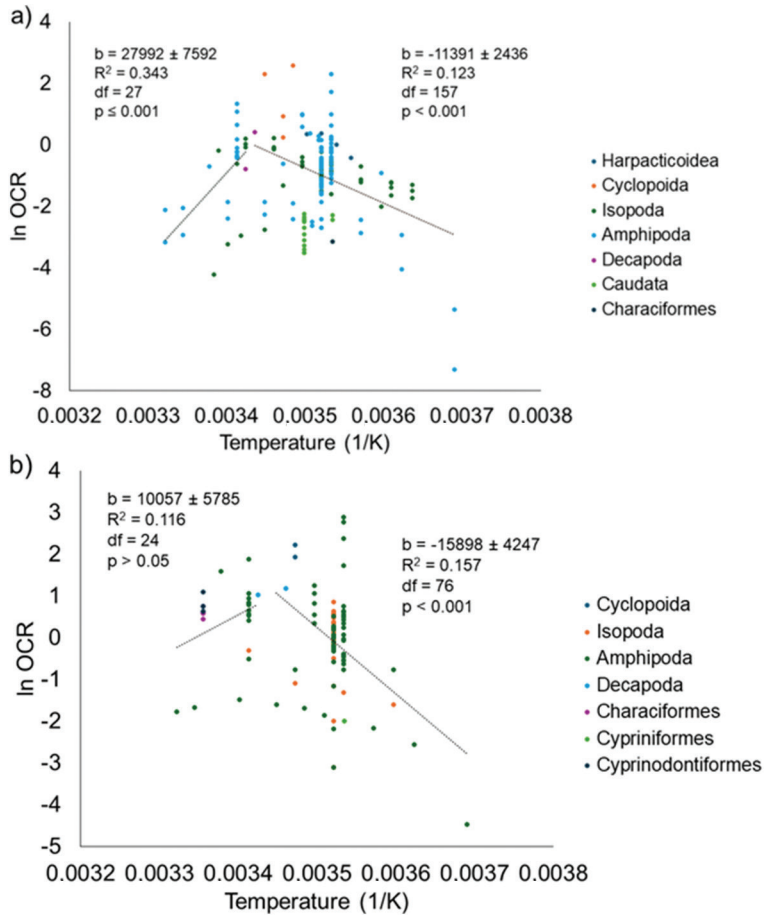 a)
4
2
0
-2
-4
-6
-8
ln OCR
b = 27992 ± 7592
R² = 0.343
df = 27
p ≤ 0.001
b = -11391 ± 2436
R² = 0.123
df = 157
p < 0.001
Harpacticoidea
Cyclopoida
Isopoda
Amphipoda
Decapoda
Caudata
Characiformes
0.0032 0.0033 0.0034 0.0035 0.0036 0.0037 0.0038
Temperature (1/K)
b)
4
3
2
1
0
-1
-2
-3
-4
-5
ln OCR
b = 10057 ± 5785
R² = 0.116
df = 24
p > 0.05
b = -15898 ± 4247
R² = 0.157
df = 76
p < 0.001
Cyclopoida
Isopoda
Amphipoda
Decapoda
Characiformes
Cypriniformes
Cyprinodontiformes
0.0032 0.0033 0.0034 0.0035 0.0036 0.0037 0.0038
Temperature (1/K)